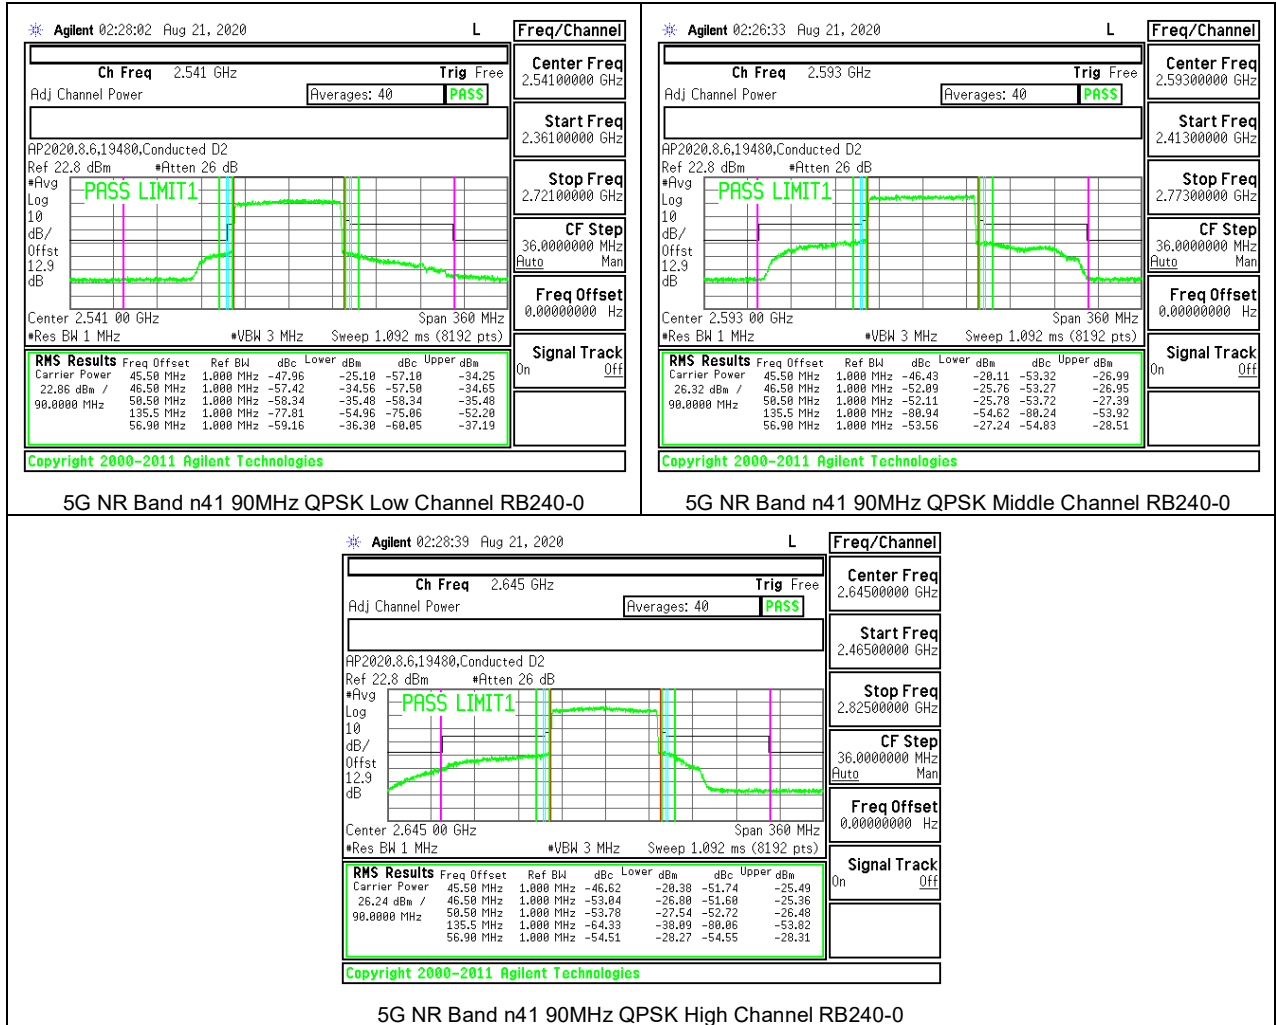 Agilent 02:28:02 Aug 21, 2020 L
Freq/Channel
Ch Freq 2.541 GHz Trig Free
Adj Channel Power Averages: 40 PASS
AP2020.8.6,19480,Conducted D2
Ref 22.8 dBm #Atten 26 dB
#Avg
Log
10
dB/
Offst
12.9
dB
PASS LIMIT1
Center 2.541 00 GHz Span 360 MHz
#Res BW 1 MHz #VBW 3 MHz Sweep 1.092 ms (8192 pts)
RMS Results Freq Offset Ref BW dBc Lower dBm dBc Upper dBm
Carrier Power 45.50 MHz 1.000 MHz -47.96 -25.10 -57.10 -34.25
22.86 dBm / 46.50 MHz 1.000 MHz -57.42 -34.56 -57.50 -34.65
90.0000 MHz 50.50 MHz 1.000 MHz -58.34 -35.48 -58.34 -35.48
135.5 MHz 1.000 MHz -77.81 -54.96 -75.06 -52.20
56.90 MHz 1.000 MHz -59.16 -36.30 -60.05 -37.19
Copyright 2000-2011 Agilent Technologies
Center Freq
2.54100000 GHz
Start Freq
2.36100000 GHz
Stop Freq
2.72100000 GHz
CF Step
36.0000000 MHz
Auto Man
Freq Offset
0.00000000 Hz
Signal Track
On Off
5G NR Band n41 90MHz QPSK Low Channel RB240-0
Agilent 02:26:33 Aug 21, 2020 L
Freq/Channel
Ch Freq 2.593 GHz Trig Free
Adj Channel Power Averages: 40 PASS
AP2020.8.6,19480,Conducted D2
Ref 22.8 dBm #Atten 26 dB
#Avg
Log
10
dB/
Offst
12.9
dB
PASS LIMIT1
Center 2.593 00 GHz Span 360 MHz
#Res BW 1 MHz #VBW 3 MHz Sweep 1.092 ms (8192 pts)
RMS Results Freq Offset Ref BW dBc Lower dBm dBc Upper dBm
Carrier Power 45.50 MHz 1.000 MHz -46.43 -20.11 -53.32 -26.99
26.32 dBm / 46.50 MHz 1.000 MHz -52.09 -25.76 -53.27 -26.95
90.0000 MHz 50.50 MHz 1.000 MHz -52.11 -25.78 -53.72 -27.39
135.5 MHz 1.000 MHz -80.94 -54.62 -80.24 -53.92
56.90 MHz 1.000 MHz -53.56 -27.24 -54.83 -28.51
Copyright 2000-2011 Agilent Technologies
Center Freq
2.59300000 GHz
Start Freq
2.41300000 GHz
Stop Freq
2.77300000 GHz
CF Step
36.0000000 MHz
Auto Man
Freq Offset
0.00000000 Hz
Signal Track
On Off
5G NR Band n41 90MHz QPSK Middle Channel RB240-0
Agilent 02:28:39 Aug 21, 2020 L
Freq/Channel
Ch Freq 2.645 GHz Trig Free
Adj Channel Power Averages: 40 PASS
AP2020.8.6,19480,Conducted D2
Ref 22.8 dBm #Atten 26 dB
#Avg
Log
10
dB/
Offst
12.9
dB
PASS LIMIT1
Center 2.645 00 GHz Span 360 MHz
#Res BW 1 MHz #VBW 3 MHz Sweep 1.092 ms (8192 pts)
RMS Results Freq Offset Ref BW dBc Lower dBm dBc Upper dBm
Carrier Power 45.50 MHz 1.000 MHz -46.62 -20.38 -51.74 -25.49
26.24 dBm / 46.50 MHz 1.000 MHz -53.04 -26.80 -51.60 -25.36
90.0000 MHz 50.50 MHz 1.000 MHz -53.78 -27.54 -52.72 -26.48
135.5 MHz 1.000 MHz -64.33 -38.09 -80.06 -53.82
56.90 MHz 1.000 MHz -54.51 -28.27 -54.55 -28.31
Copyright 2000-2011 Agilent Technologies
Center Freq
2.64500000 GHz
Start Freq
2.46500000 GHz
Stop Freq
2.82500000 GHz
CF Step
36.0000000 MHz
Auto Man
Freq Offset
0.00000000 Hz
Signal Track
On Off
5G NR Band n41 90MHz QPSK High Channel RB240-0